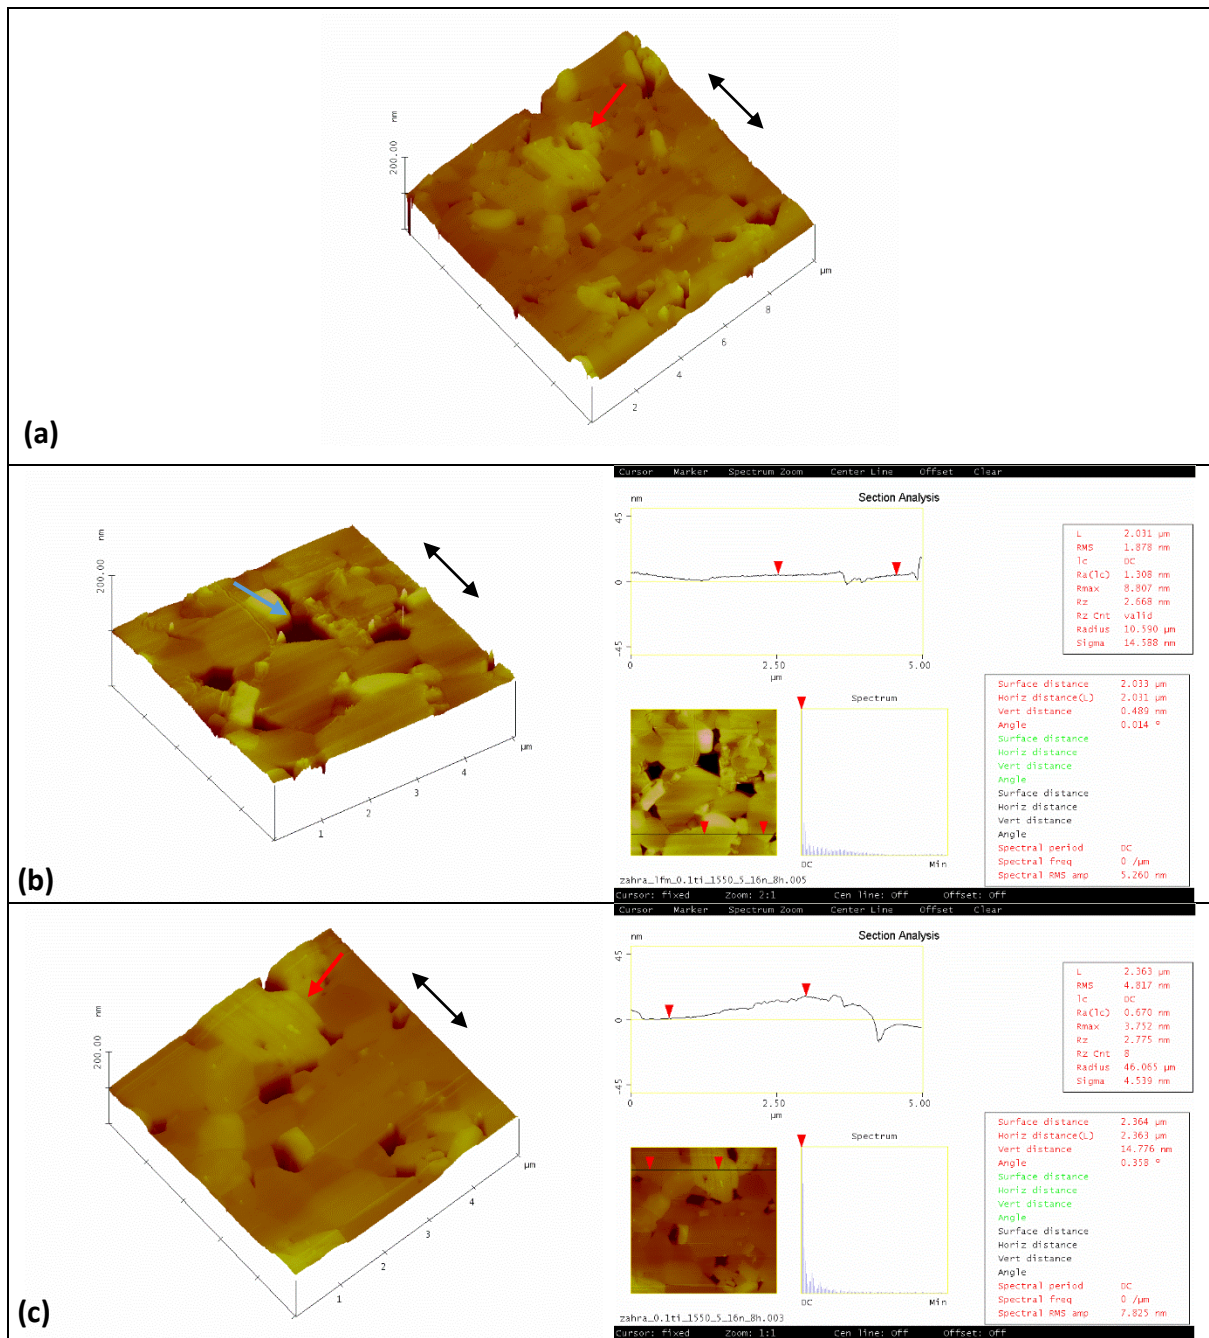 200.00 nm
µm
8
6
4
2
(a)
200.00 nm
µm
4
3
2
1
(b)
Cursor Marker Spectrum Zoom Center Line Offset Clear
nm
Section Analysis
45
0
-45
0 2.50 5.00
µm
L 2.031 µm
RMS 1.878 nm
lc DC
Ra(lc) 1.308 nm
Rmax 8.807 nm
Rz 2.668 nm
Rz Cnt valid
Radius 10.590 µm
Sigma 14.588 nm
Surface distance 2.033 µm
Horiz distance(L) 2.031 µm
Vert distance 0.489 nm
Angle 0.014 °
Surface distance
Horiz distance
Vert distance
Angle
Surface distance
Horiz distance
Vert distance
Angle
Spectral period DC
Spectral freq 0 /µm
Spectral RMS amp 5.260 nm
Spectrum
DC Min
zahra_lfm_0.1ti_1550_5_16n_8h.005
Cursor: fixed Zoom: 2:1 Cen line: Off Offset: Off
200.00 nm
µm
4
3
2
1
(c)
Cursor Marker Spectrum Zoom Center Line Offset Clear
nm
Section Analysis
45
0
-45
0 2.50 5.00
µm
L 2.363 µm
RMS 4.817 nm
lc DC
Ra(lc) 0.670 nm
Rmax 3.752 nm
Rz 2.775 nm
Rz Cnt 8
Radius 46.065 µm
Sigma 4.539 nm
Surface distance 2.364 µm
Horiz distance(L) 2.363 µm
Vert distance 14.776 nm
Angle 0.358 °
Surface distance
Horiz distance
Vert distance
Angle
Surface distance
Horiz distance
Vert distance
Angle
Spectral period DC
Spectral freq 0 /µm
Spectral RMS amp 7.825 nm
Spectrum
DC Min
zahra_0.1ti_1550_5_16n_8h.003
Cursor: fixed Zoom: 1:1 Cen line: Off Offset: Off